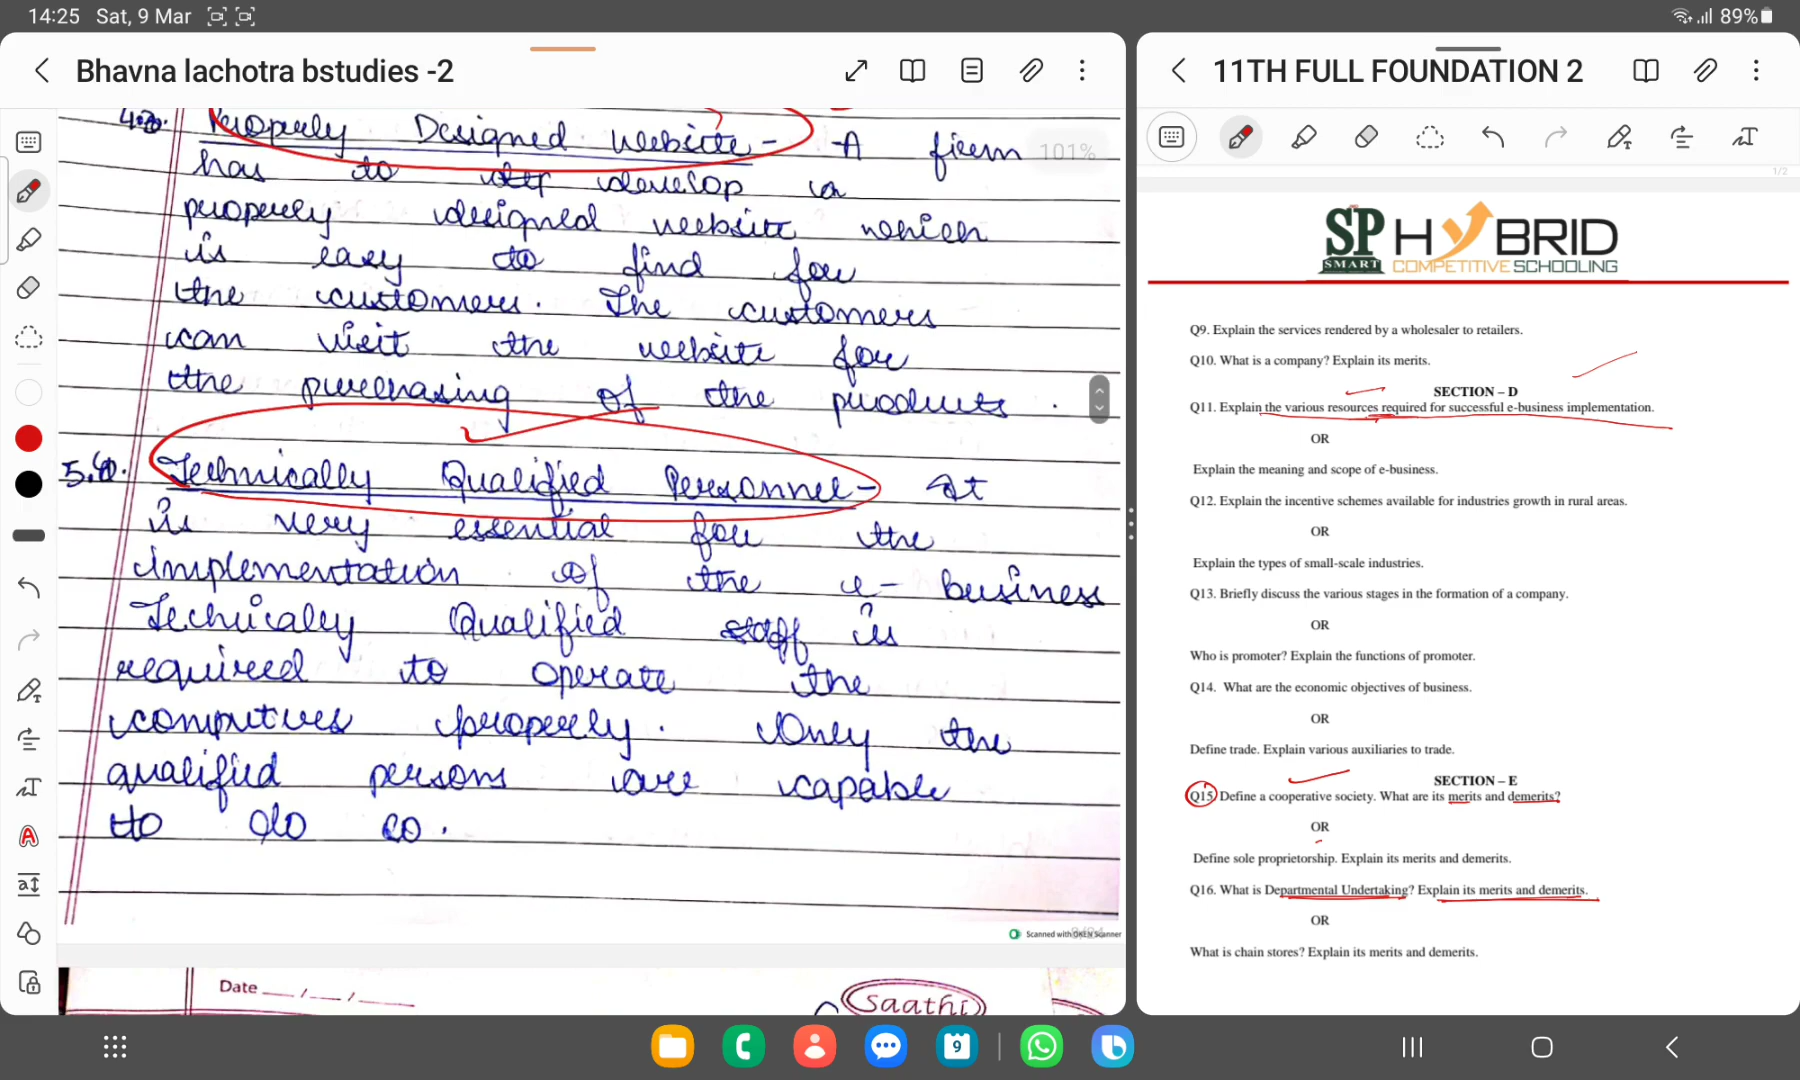 14:25 Sat, 9 Mar
89%
Bhavna lachotra bstudies -2
4. Properly Designed Website - A firm
has to develop a
properly designed website which
is easy to find for
the customers. The customers
can visit the website for
the purchasing of the products.
5. Technically Qualified Personnel - It
is very essential for the
implementation of the e-business
Techically Qualified staff is
required to operate the
computers properly. Only the
qualified persons are capable
to do so.
101%
Scanned with OKEN Scanner
Date __/__/____
Saathi
11TH FULL FOUNDATION 2
1/2
SP HYBRID
SMART COMPETITIVE SCHOOLING
Q9. Explain the services rendered by a wholesaler to retailers.
Q10. What is a company? Explain its merits.
SECTION – D
Q11. Explain the various resources required for successful e-business implementation.
OR
Explain the meaning and scope of e-business.
Q12. Explain the incentive schemes available for industries growth in rural areas.
OR
Explain the types of small-scale industries.
Q13. Briefly discuss the various stages in the formation of a company.
OR
Who is promoter? Explain the functions of promoter.
Q14. What are the economic objectives of business.
OR
Define trade. Explain various auxiliaries to trade.
SECTION – E
Q15. Define a cooperative society. What are its merits and demerits?
OR
Define sole proprietorship. Explain its merits and demerits.
Q16. What is Departmental Undertaking? Explain its merits and demerits.
OR
What is chain stores? Explain its merits and demerits.
9